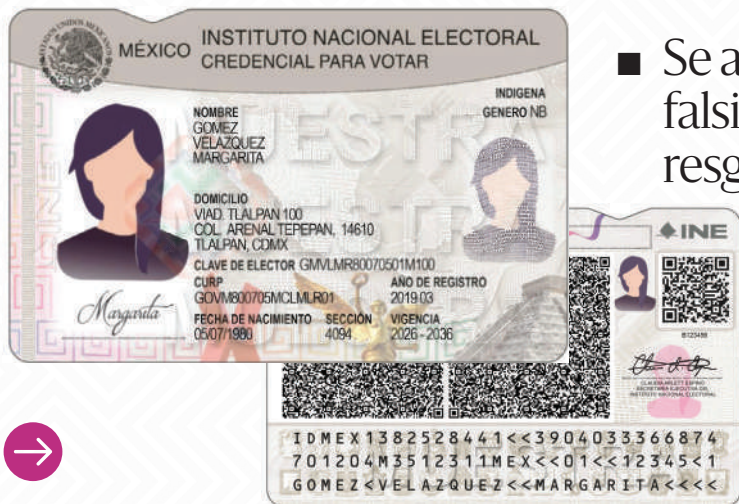 MÉXICO
INSTITUTO NACIONAL ELECTORAL
CREDENCIAL PARA VOTAR
INDIGENA
GENERO NB
NOMBRE
GOMEZ
VELAZQUEZ
MARGARITA
DOMICILIO
VIAD. TLALPAN 100
COL. ARENAL TEPEPAN, 14610
TLALPAN, CDMX
CLAVE DE ELECTOR GMVLMR80070501M100
CURP
GOVM800705MCLMLR01
AÑO DE REGISTRO
2019 03
FECHA DE NACIMIENTO
05/07/1980
SECCIÓN
4094
VIGENCIA
2026 - 2036
Margarita
MUESTRA
■ Se a
falsi
resg
INE
IDMEX1382528441<<3904033366874
701204M3512311MEX<<01<<12345<1
GOMEZ<VELAZQUEZ<<MARGARITA<<<<